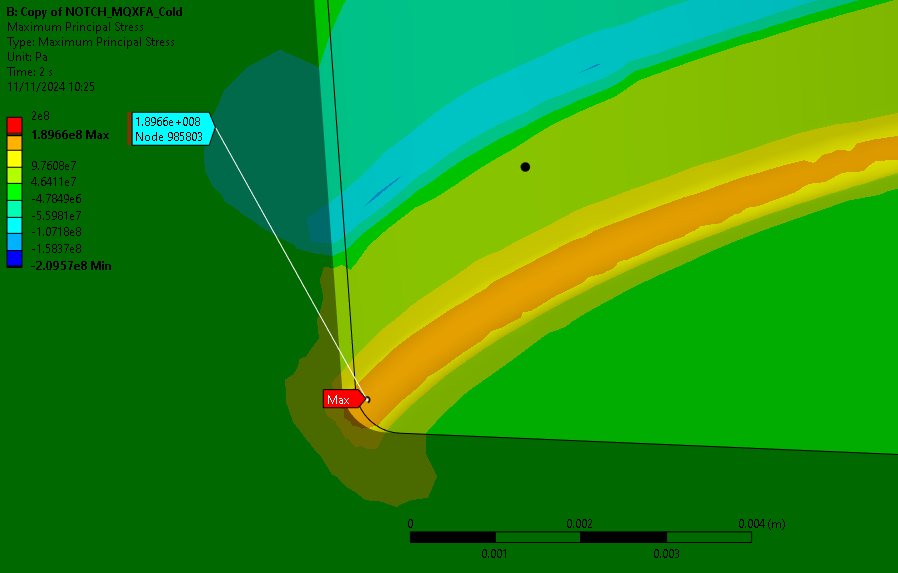 B: Copy of NOTCH_MQXFA_Cold
Maximum Principal Stress
Type: Maximum Principal Stress
Unit: Pa
Time: 2 s
11/11/2024 10:25
2e8
1.8966e8 Max
9.7608e7
4.6411e7
-4.7849e6
-5.5981e7
-1.0718e8
-1.5837e8
-2.0957e8 Min
1.8966e+008
Node 985803
Max
0
0.002
0.004 (m)
0.001
0.003